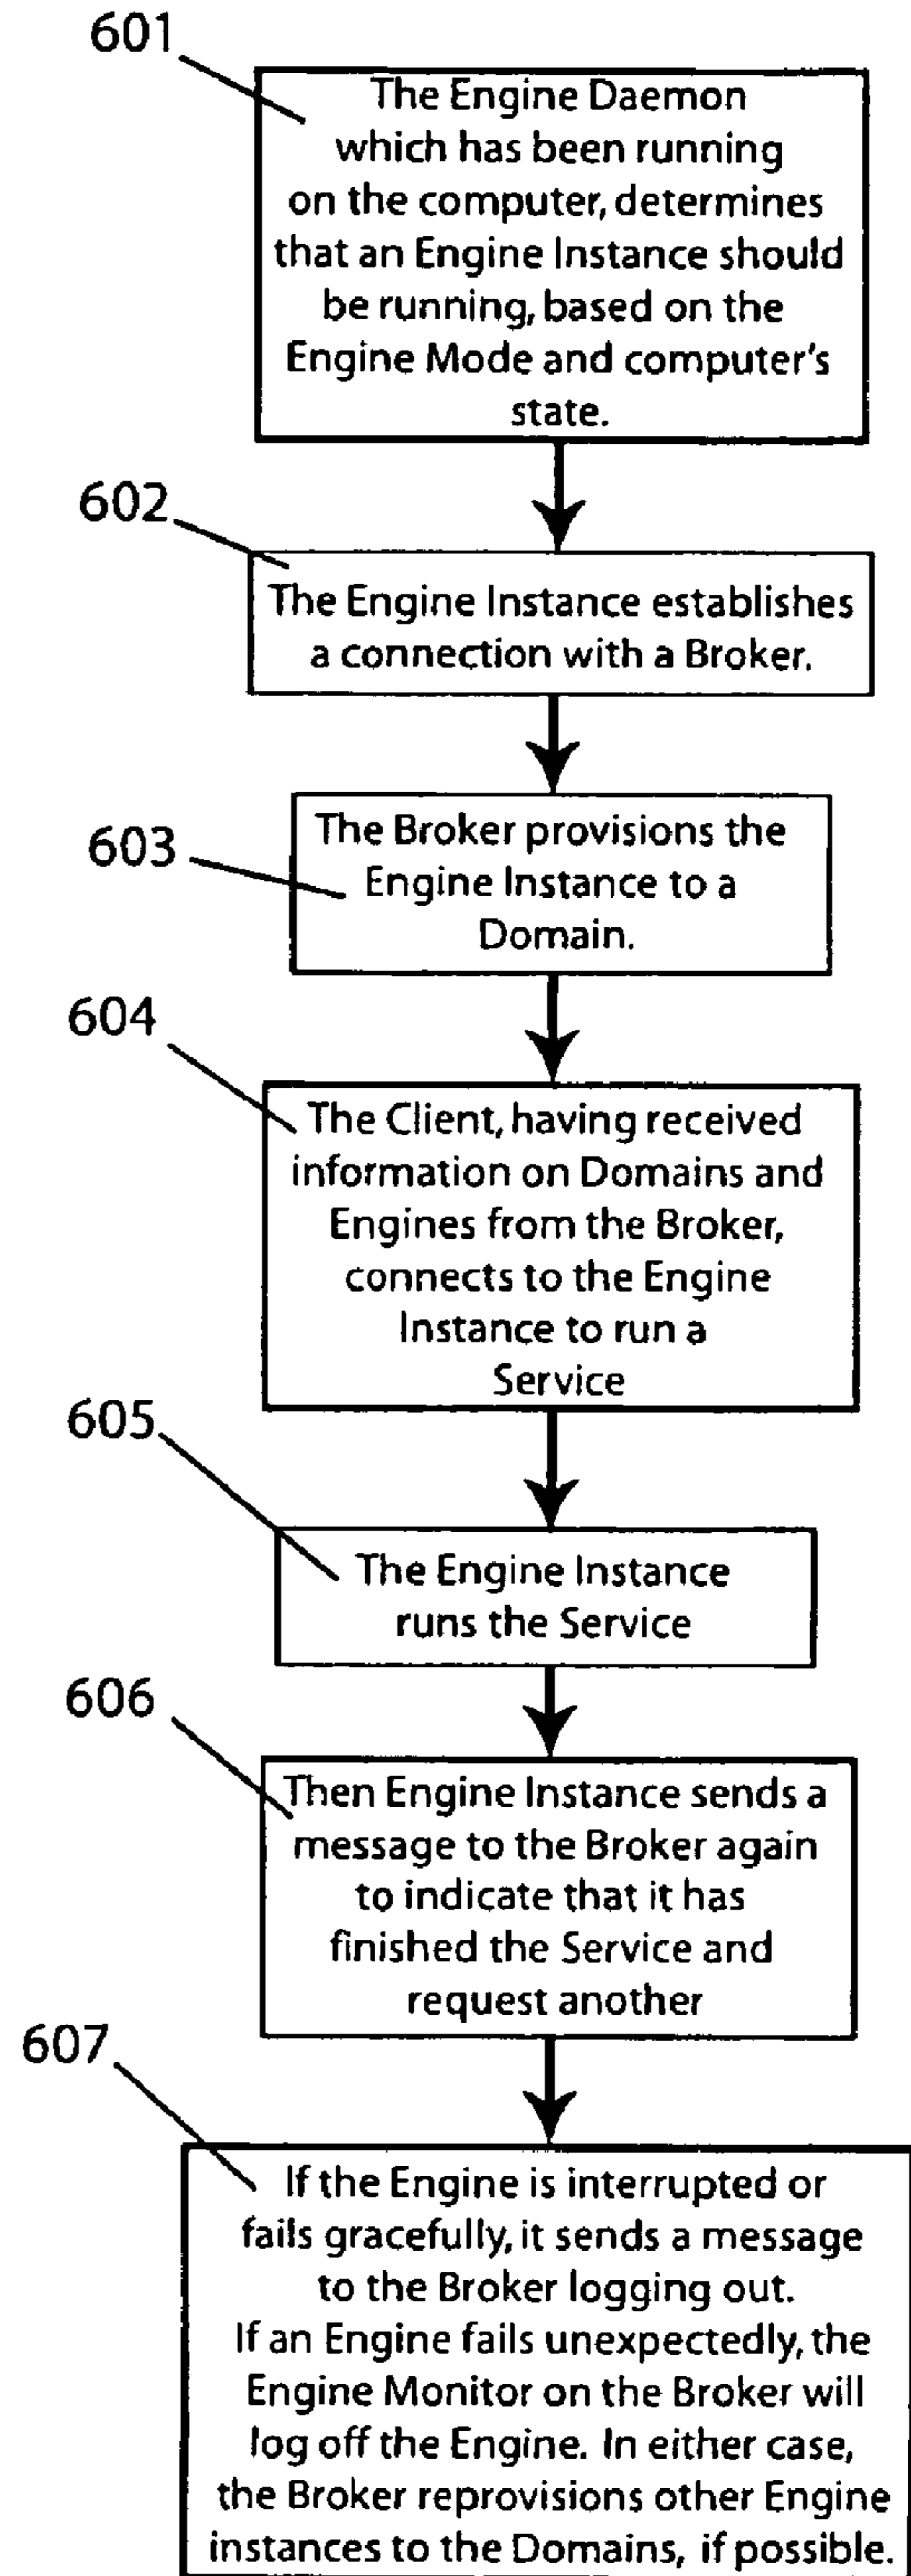 601
The Engine Daemon
which has been running
on the computer, determines
that an Engine Instance should
be running, based on the
Engine Mode and computer's
state.
602
The Engine Instance establishes
a connection with a Broker.
603
The Broker provisions the
Engine Instance to a
Domain.
604
The Client, having received
information on Domains and
Engines from the Broker,
connects to the Engine
Instance to run a
Service
605
The Engine Instance
runs the Service
606
Then Engine Instance sends a
message to the Broker again
to indicate that it has
finished the Service and
request another
607
If the Engine is interrupted or
fails gracefully, it sends a message
to the Broker logging out.
If an Engine fails unexpectedly, the
Engine Monitor on the Broker will
log off the Engine. In either case,
the Broker reprovisions other Engine
instances to the Domains, if possible.